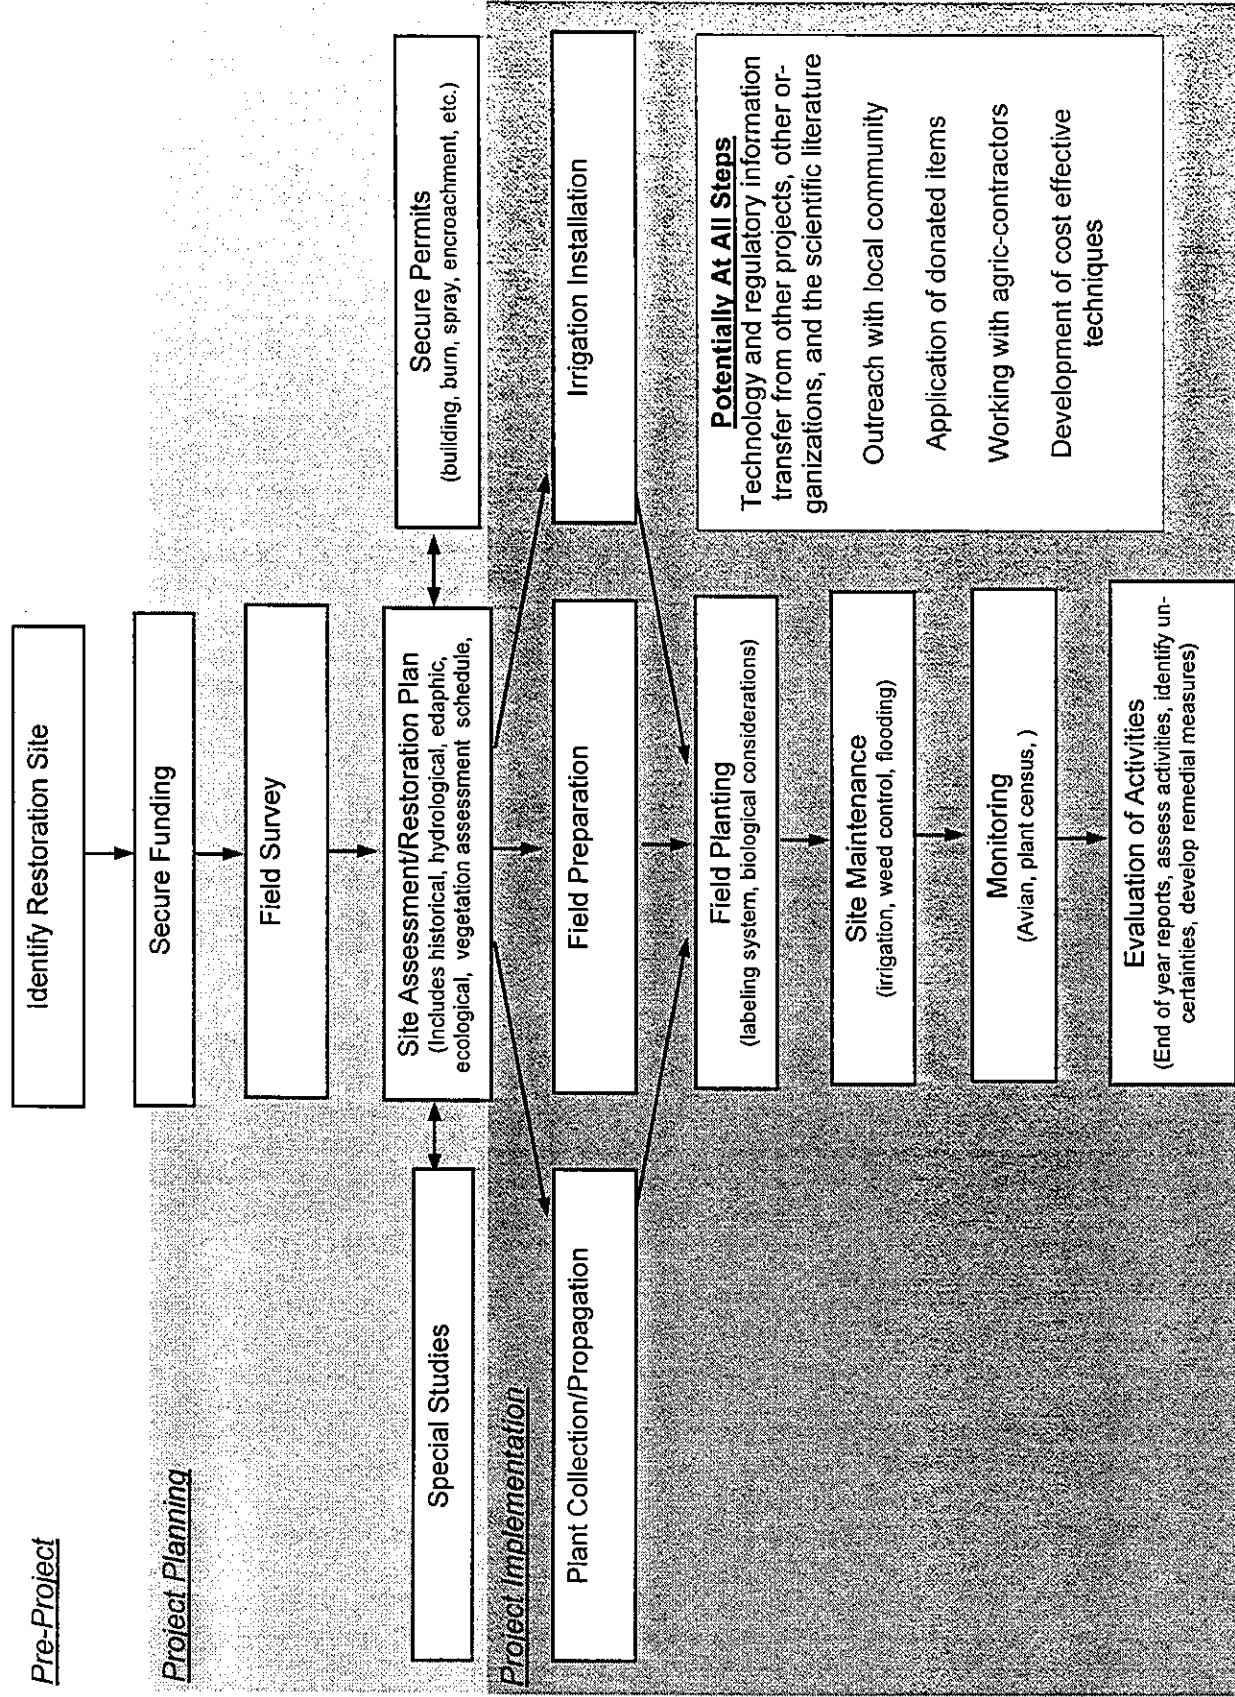 Pre-Project
Identify Restoration Site
Project Planning
Secure Funding
Field Survey
Special Studies
Site Assessment/Restoration Plan
(Includes historical, hydrological, edaphic,
ecological, vegetation assessment schedule,
Secure Permits
(building, burn, spray, encroachment, etc.)
Project Implementation
Plant Collection/Propagation
Field Preparation
Irrigation Installation
Field Planting
(labeling system, biological considerations)
Site Maintenance
(irrigation, weed control, flooding)
Monitoring
(Avian, plant census, )
Evaluation of Activities
(End of year reports, assess activities, identify un-
certainties, develop remedial measures)
Potentially At All Steps
Technology and regulatory information
transfer from other projects, other or-
ganizations, and the scientific literature
Outreach with local community
Application of donated items
Working with agric-contractors
Development of cost effective
techniques